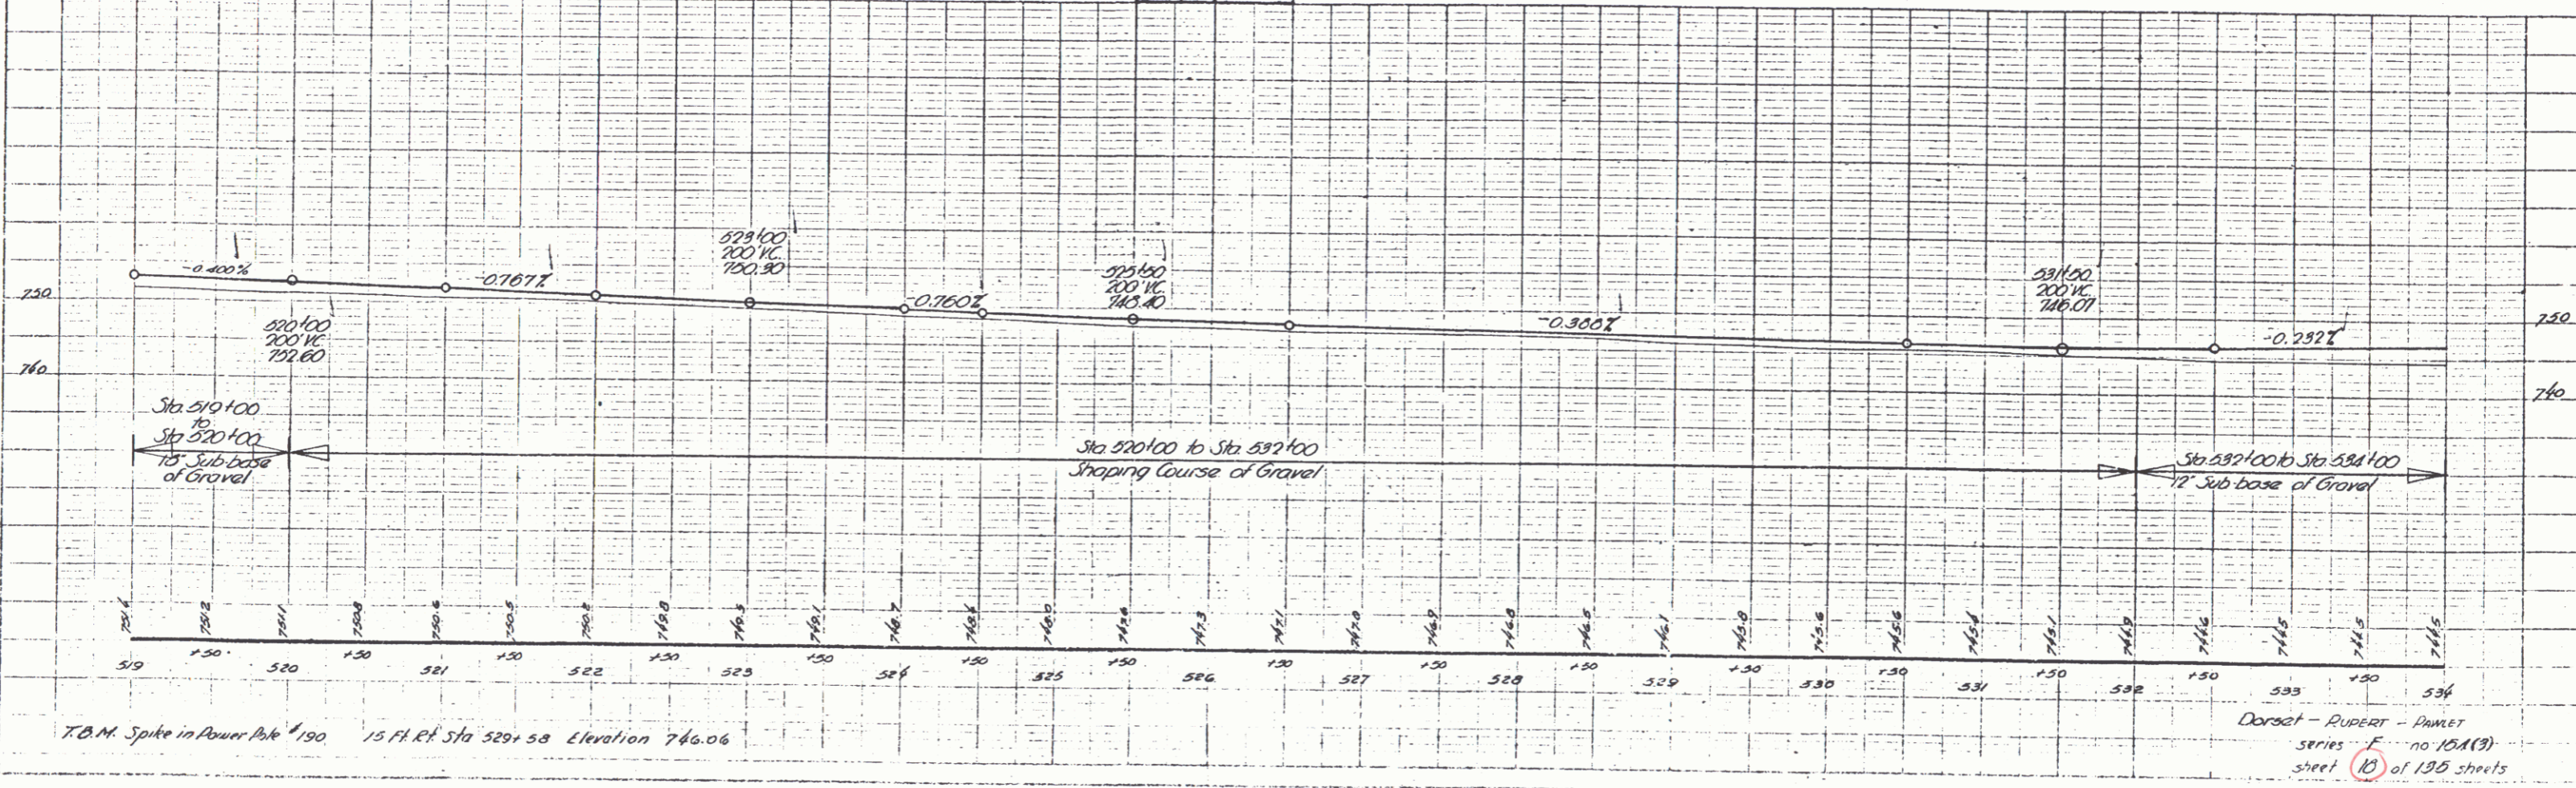 -0.400%
-0.767%
523+00
200' V.C.
750.30
-0.760%
525+50
200' V.C.
748.40
-0.388%
531+50
200' V.C.
746.07
-0.232%
750
750
520+00
200' V.C.
752.60
760
740
Sta. 519+00
to
Sta. 520+00
18" Sub-base
of Gravel
Sta. 520+00 to Sta. 532+00
Shaping Course of Gravel
Sta. 532+00 to Sta. 534+00
12" Sub-base of Gravel
751.4 751.2 751.1 750.8 750.6 750.5 750.2 749.8 749.5 749.1 748.7 748.4 748.0 747.6 747.3 747.1 747.0 746.9 746.8 746.5 746.1 745.8 745.6 745.6 745.4 745.1 744.9 744.6 744.5 744.5 744.5
519 +50 520 +50 521 +50 522 +50 523 +50 524 +50 525 +50 526 +50 527 +50 528 +50 529 +50 530 +50 531 +50 532 +50 533 +50 534
T.B.M. Spike in Power Pole #190 15 Ft. Rt. Sta 529+58 Elevation 746.06
Dorset - RUPERT - PAWLET
series F no 154(3)
sheet 18 of 135 sheets